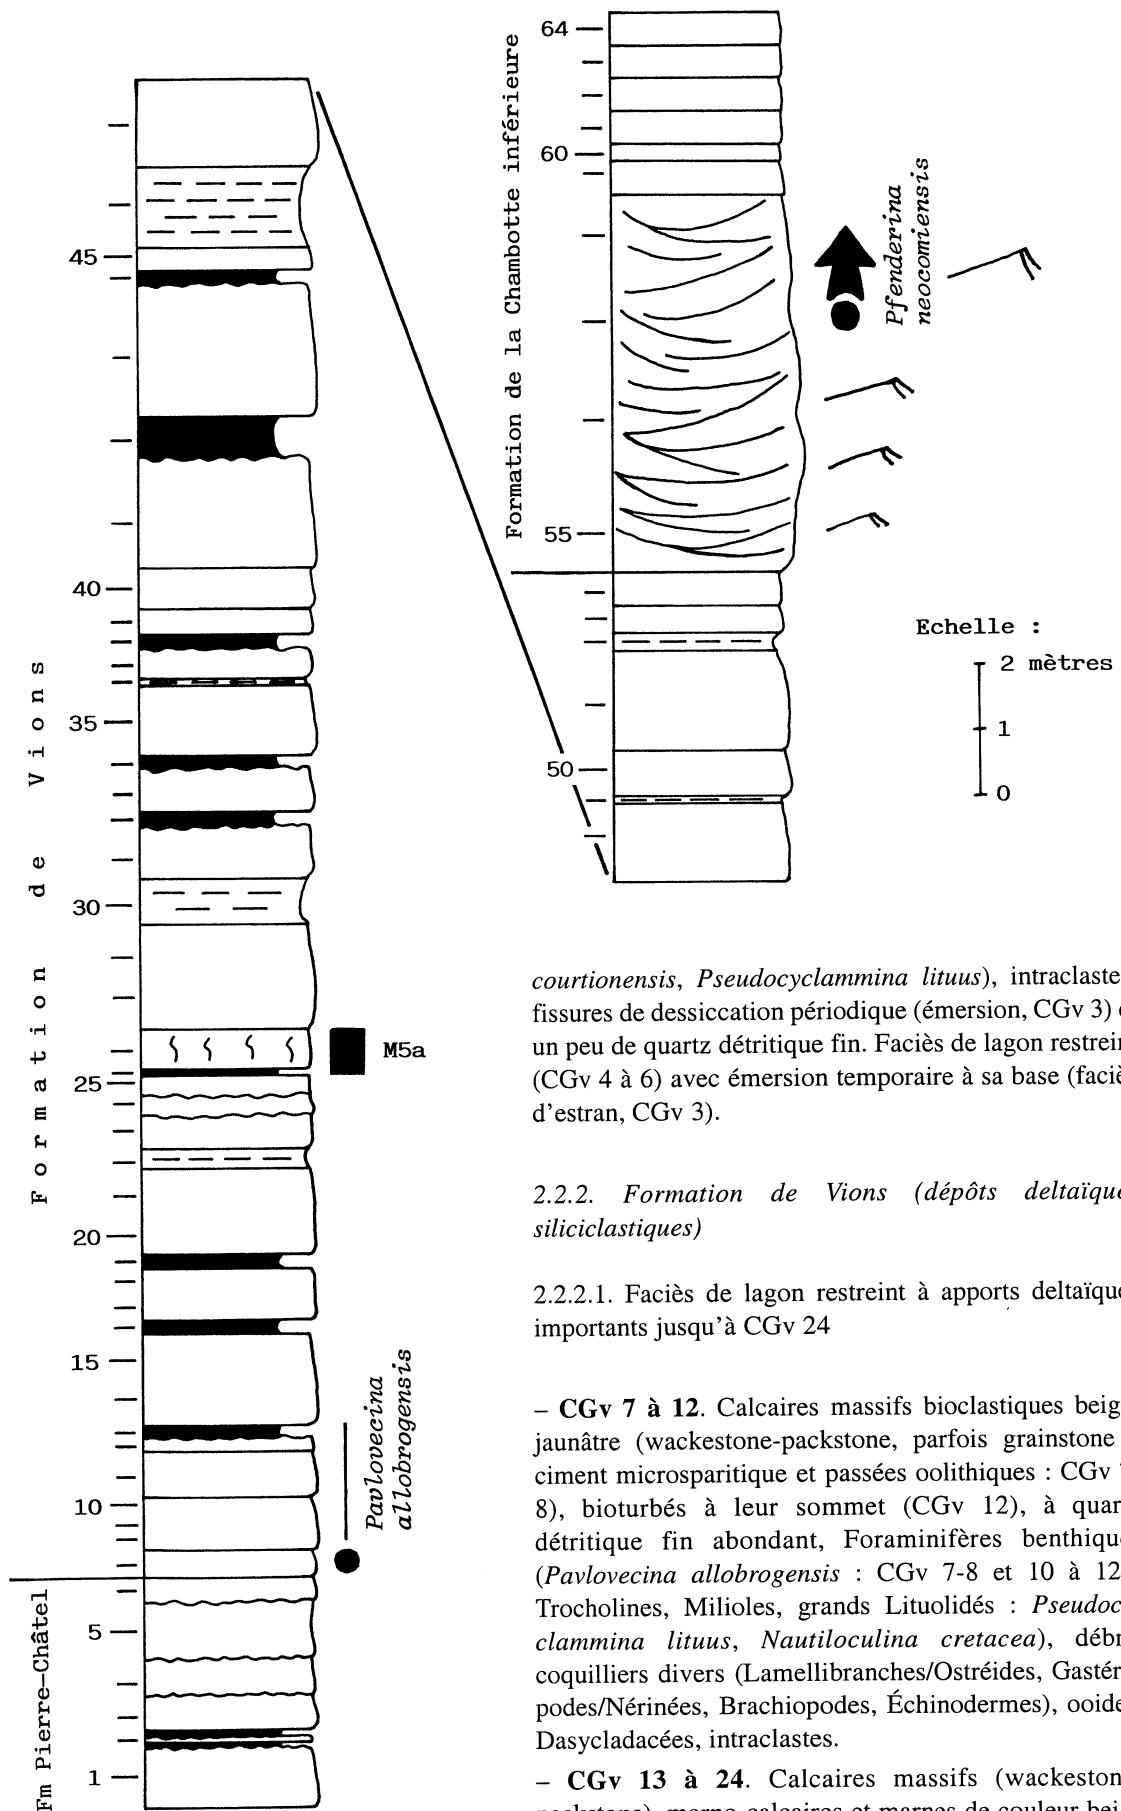 64
60
55
50
Formation de la Chambotte inférieure
Pfenderina
neocomiensis
Echelle :
2 mètres
1
0
45
40
35
30
25
20
15
10
5
1
Formation de Vions
Fm Pierre-Châtel
M5a
Pavlovecina
allobrogensis
courtionensis, Pseudocyclammina lituus), intraclaste
fissures de dessiccation périodique (émersion, CGv 3)
un peu de quartz détritique fin. Faciès de lagon restrein
(CGv 4 à 6) avec émersion temporaire à sa base (faciè
d'estran, CGv 3).
2.2.2. Formation de Vions (dépôts deltaïque
siliciclastiques)
2.2.2.1. Faciès de lagon restreint à apports deltaïque
importants jusqu'à CGv 24
– CGv 7 à 12. Calcaires massifs bioclastiques beig
jaunâtre (wackestone-packstone, parfois grainstone
ciment microsparitique et passées oolithiques : CGv
8), bioturbés à leur sommet (CGv 12), à quar
détritique fin abondant, Foraminifères benthiqu
(Pavlovecina allobrogensis : CGv 7-8 et 10 à 12
Trocholines, Milioles, grands Lituolidés : Pseudoc
clammina lituus, Nautiloculina cretacea), débr
coquilliers divers (Lamellibranches/Ostréides, Gastér
podes/Nérinées, Brachiopodes, Échinodermes), ooide
Dasycladacées, intraclastes.
– CGv 13 à 24. Calcaires massifs (wackeston